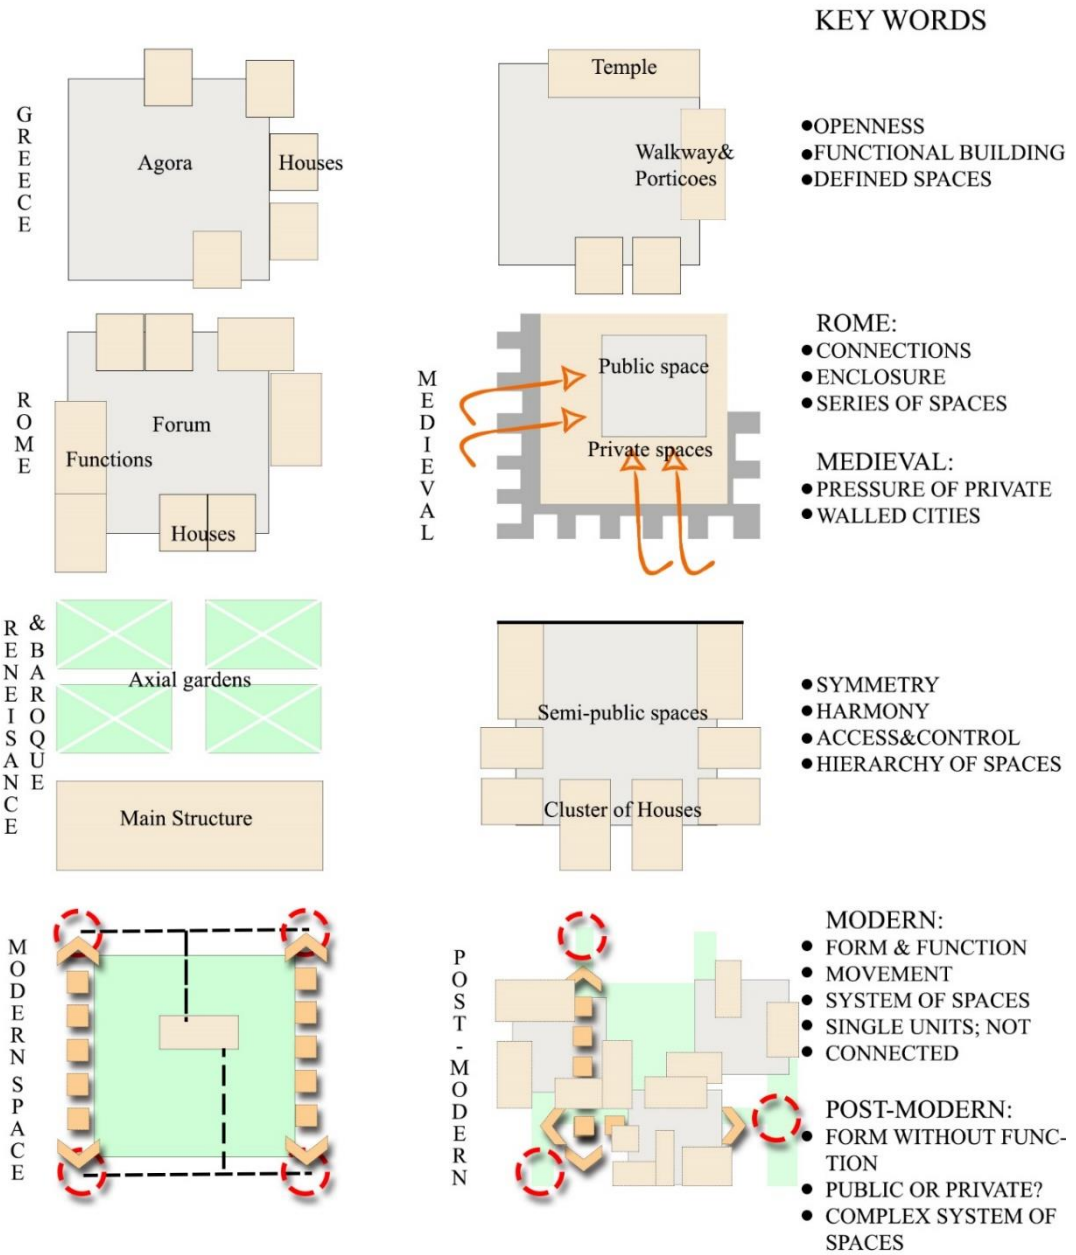 KEY WORDS
GREECE
Agora
Houses
Temple
Walkway&
Porticoes
●OPENNESS
●FUNCTIONAL BUILDING
●DEFINED SPACES
ROME
Forum
Functions
Houses
MEDIEVAL
Public space
Private spaces
ROME:
● CONNECTIONS
● ENCLOSURE
● SERIES OF SPACES
MEDIEVAL:
● PRESSURE OF PRIVATE
● WALLED CITIES
RENEISANCE
& BAROQUE
Axial gardens
Main Structure
Semi-public spaces
Cluster of Houses
● SYMMETRY
● HARMONY
● ACCESS&CONTROL
● HIERARCHY OF SPACES
MODERN SPACE
POST-MODERN
MODERN:
● FORM & FUNCTION
● MOVEMENT
● SYSTEM OF SPACES
● SINGLE UNITS; NOT
● CONNECTED
POST-MODERN:
● FORM WITHOUT FUNC-
TION
● PUBLIC OR PRIVATE?
● COMPLEX SYSTEM OF
SPACES